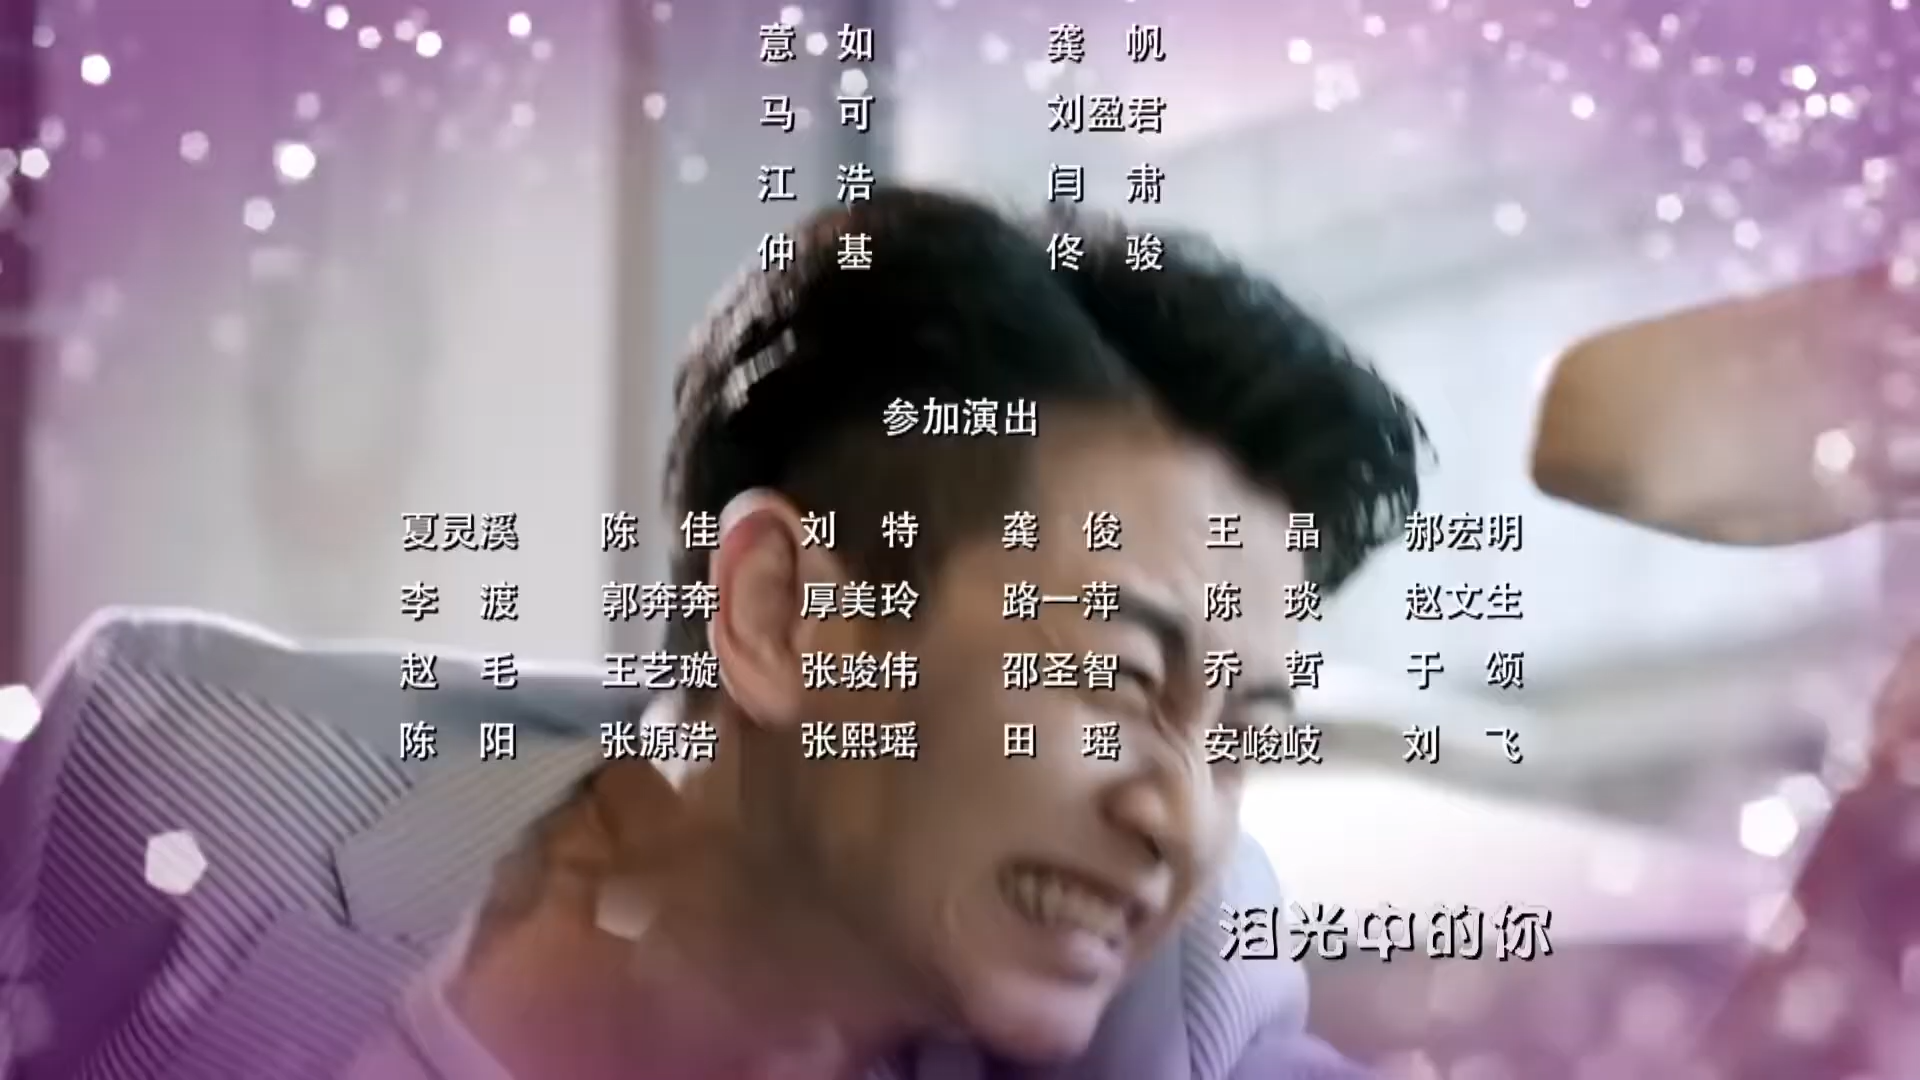 意 如 龚 帆
马 可 刘盈君
江 浩 闫 肃
仲 基 佟 骏
参加演出
夏灵溪 陈 佳 刘 特 龚 俊 王 晶 郝宏明
李 渡 郭奔奔 厚美玲 路一萍 陈 琰 赵文生
赵 毛 王艺璇 张骏伟 邵圣智 乔 哲 于 颂
陈 阳 张源浩 张熙瑶 田 瑶 安峻岐 刘 飞
泪光中的你